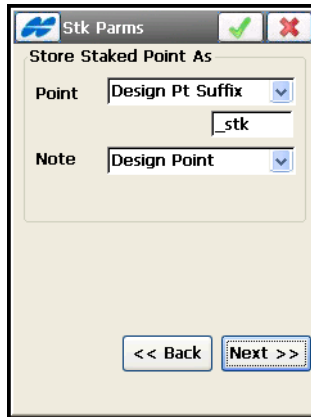 Stk Parms
Store Staked Point As
Point Design Pt Suffix
_stk
Note Design Point
<< Back Next >>